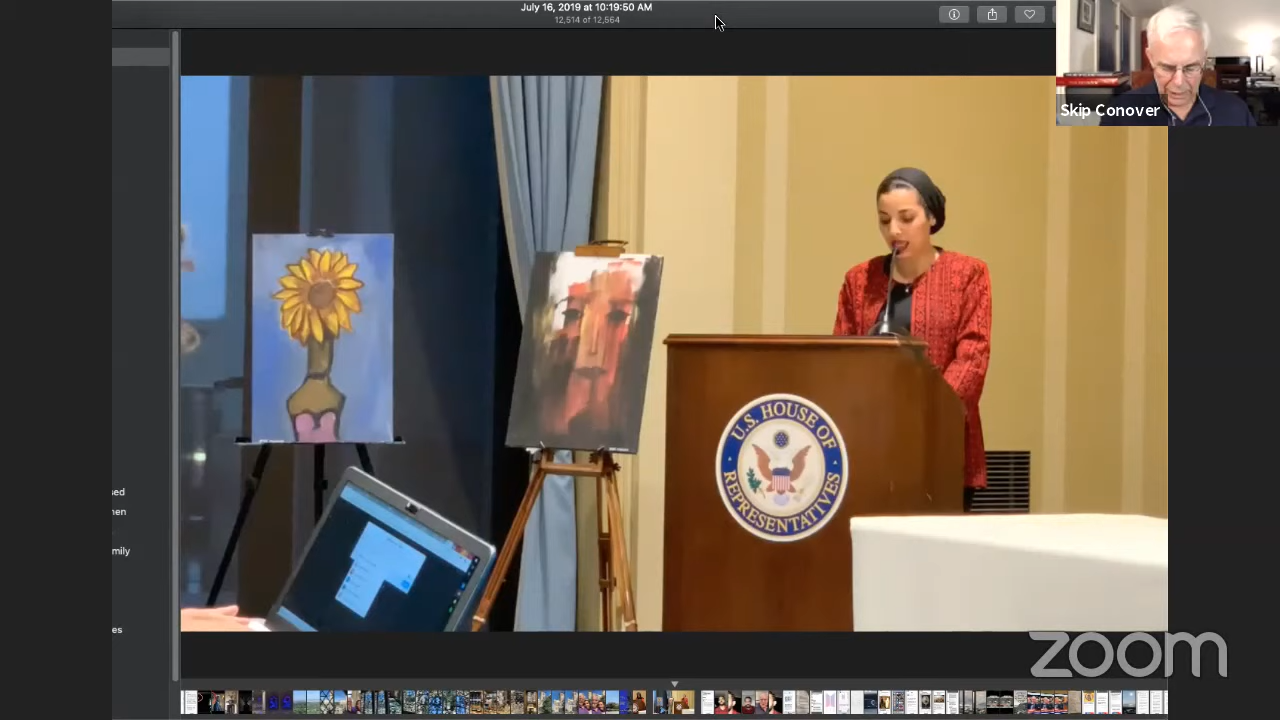 July 16, 2019 at 10:19:50 AM
12,514 of 12,564
Skip Conover
U.S. HOUSE OF
REPRESENTATIVES
sed
nen
mily
es
zoom